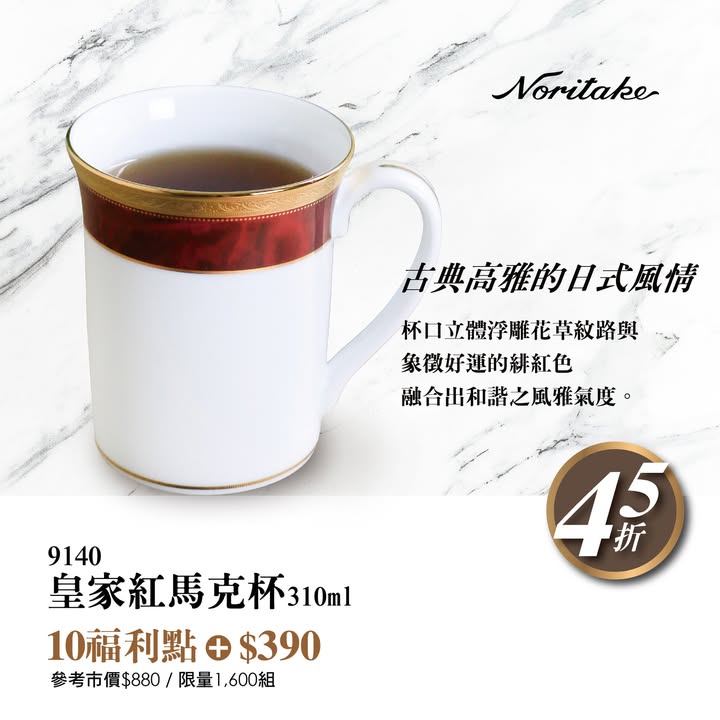 Noritake
古典高雅的日式風情
杯口立體浮雕花草紋路與
象徵好運的緋紅色
融合出和諧之風雅氣度。
45折
9140
皇家紅馬克杯310ml
10福利點+$390
參考市價$880 / 限量1,600組